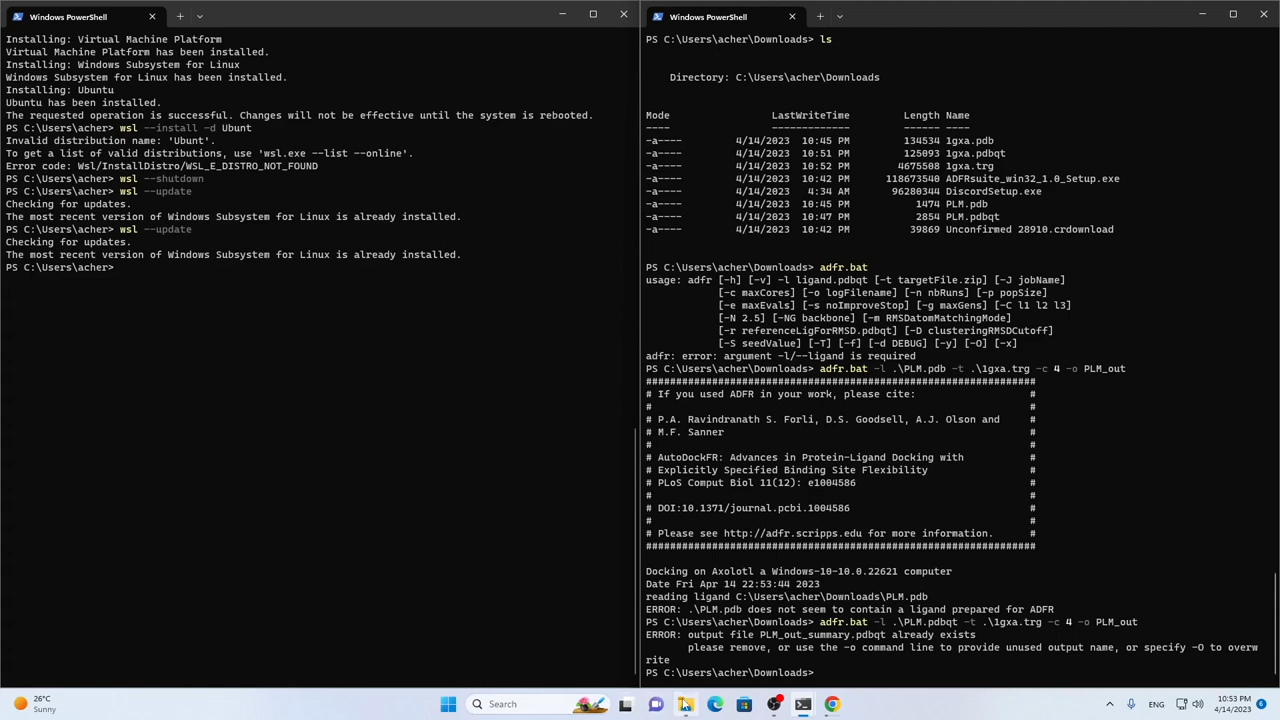 Windows PowerShell
Installing: Virtual Machine Platform
Virtual Machine Platform has been installed.
Installing: Windows Subsystem for Linux
Windows Subsystem for Linux has been installed.
Installing: Ubuntu
Ubuntu has been installed.
The requested operation is successful. Changes will not be effective until the system is rebooted.
PS C:\Users\acher> wsl --install -d Ubunt
Invalid distribution name: 'Ubunt'.
To get a list of valid distributions, use 'wsl.exe --list --online'.
Error code: Wsl/InstallDistro/WSL_E_DISTRO_NOT_FOUND
PS C:\Users\acher> wsl --shutdown
PS C:\Users\acher> wsl --update
Checking for updates.
The most recent version of Windows Subsystem for Linux is already installed.
PS C:\Users\acher> wsl --update
Checking for updates.
The most recent version of Windows Subsystem for Linux is already installed.
PS C:\Users\acher>
Windows PowerShell
PS C:\Users\acher\Downloads> ls
Directory: C:\Users\acher\Downloads
Mode LastWriteTime Length Name
---- ------------- ------ ----
-a---- 4/14/2023 10:45 PM 134534 1gxa.pdb
-a---- 4/14/2023 10:51 PM 125093 1gxa.pdbqt
-a---- 4/14/2023 10:52 PM 4675508 1gxa.trg
-a---- 4/14/2023 10:42 PM 118673540 ADFRsuite_win32_1.0_Setup.exe
-a---- 4/14/2023 4:34 AM 96280344 DiscordSetup.exe
-a---- 4/14/2023 10:45 PM 1474 PLM.pdb
-a---- 4/14/2023 10:47 PM 2854 PLM.pdbqt
-a---- 4/14/2023 10:42 PM 39869 Unconfirmed 28910.crdownload
PS C:\Users\acher\Downloads> adfr.bat
usage: adfr [-h] [-v] -l ligand.pdbqt [-t targetFile.zip] [-J jobName]
[-c maxCores] [-o logFilename] [-n nbRuns] [-p popSize]
[-e maxEvals] [-s noImproveStop] [-g maxGens] [-C l1 l2 l3]
[-N 2.5] [-NG backbone] [-m RMSDatomMatchingMode]
[-r referenceLigForRMSD.pdbqt] [-D clusteringRMSDCutoff]
[-S seedValue] [-T] [-f] [-d DEBUG] [-y] [-O] [-x]
adfr: error: argument -l/--ligand is required
PS C:\Users\acher\Downloads> adfr.bat -l .\PLM.pdb -t .\1gxa.trg -c 4 -o PLM_out
#################################################################
# If you used ADFR in your work, please cite: #
# #
# P.A. Ravindranath S. Forli, D.S. Goodsell, A.J. Olson and #
# M.F. Sanner #
# #
# AutoDockFR: Advances in Protein-Ligand Docking with #
# Explicitly Specified Binding Site Flexibility #
# PLoS Comput Biol 11(12): e1004586 #
# #
# DOI:10.1371/journal.pcbi.1004586 #
# #
# Please see http://adfr.scripps.edu for more information. #
#################################################################
Docking on Axolotl a Windows-10-10.0.22621 computer
Date Fri Apr 14 22:53:44 2023
reading ligand C:\Users\acher\Downloads\PLM.pdb
ERROR: .\PLM.pdb does not seem to contain a ligand prepared for ADFR
PS C:\Users\acher\Downloads> adfr.bat -l .\PLM.pdbqt -t .\1gxa.trg -c 4 -o PLM_out
ERROR: output file PLM_out_summary.pdbqt already exists
please remove, or use the -o command line to provide unused output name, or specify -O to overw
rite
PS C:\Users\acher\Downloads>
26°C
Sunny
Search
ENG
10:53 PM
4/14/2023
6